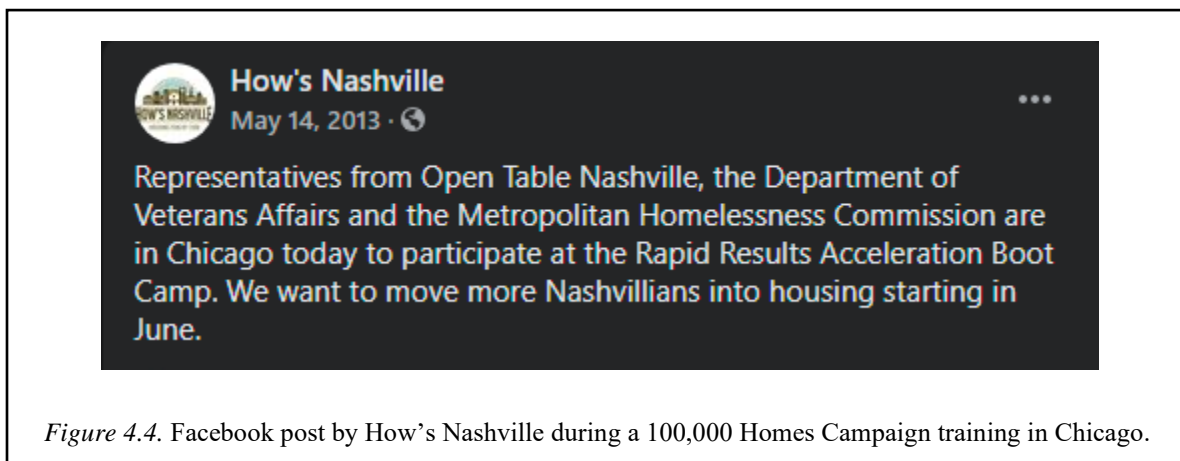 How's Nashville
May 14, 2013 ·
HOW'S NASHVILLE
Representatives from Open Table Nashville, the Department of
Veterans Affairs and the Metropolitan Homelessness Commission are
in Chicago today to participate at the Rapid Results Acceleration Boot
Camp. We want to move more Nashvillians into housing starting in
June.
Figure 4.4. Facebook post by How’s Nashville during a 100,000 Homes Campaign training in Chicago.